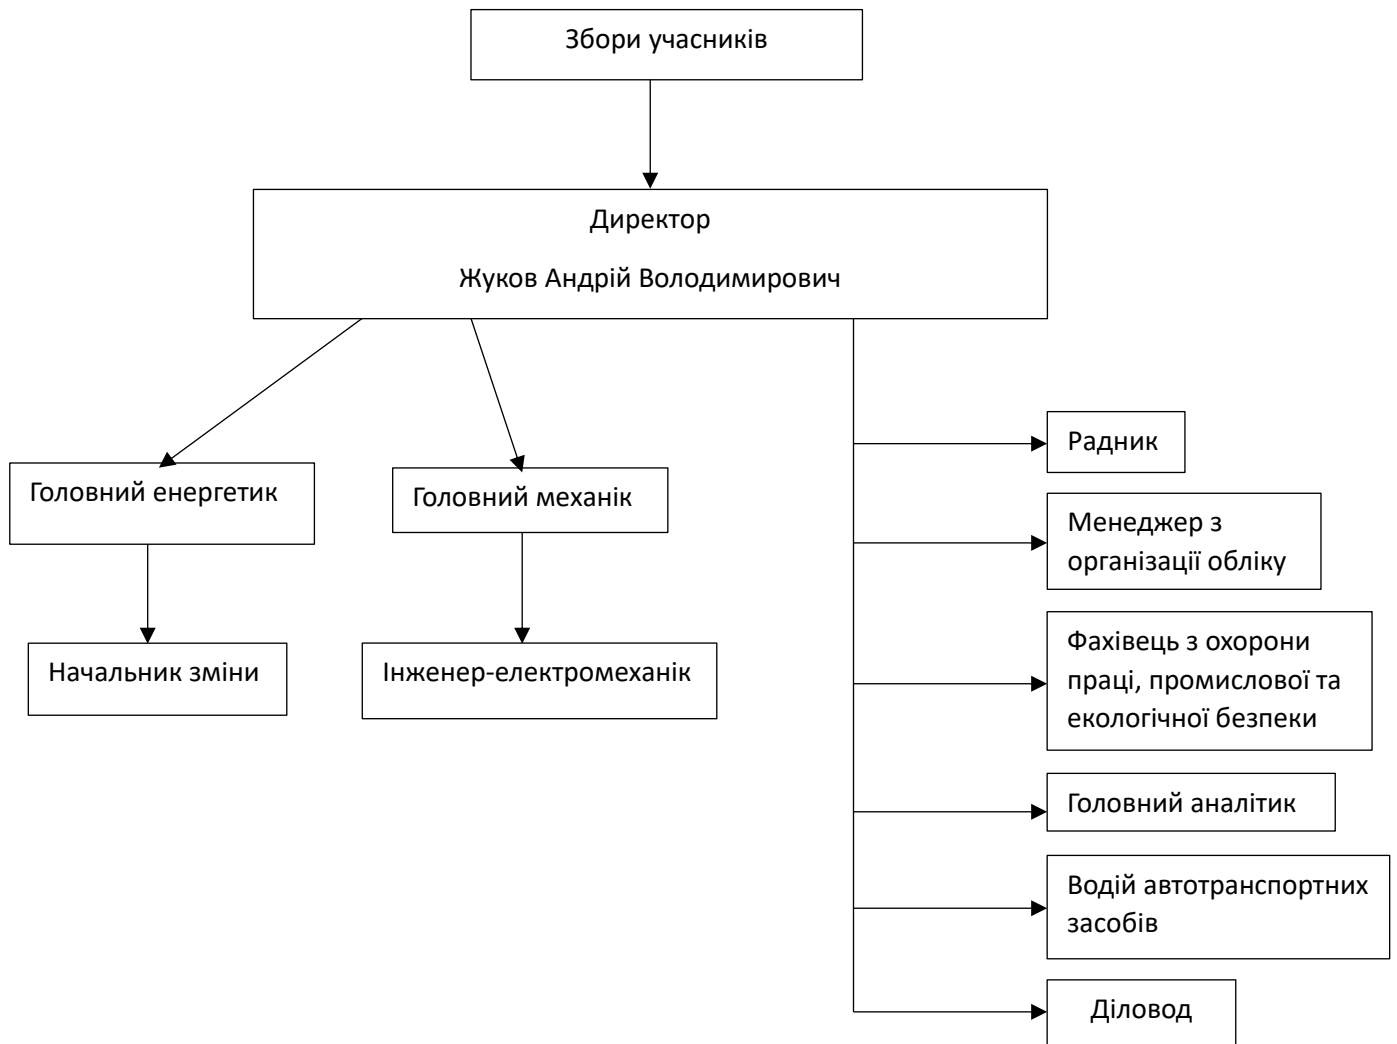 Збори учасників
Директор
Жуков Андрій Володимирович
Головний енергетик
Головний механік
Начальник зміни
Інженер-електромеханік
Радник
Менеджер з
організації обліку
Фахівець з охорони
праці, промислової та
екологічної безпеки
Головний аналітик
Водій автотранспортних
засобів
Діловод